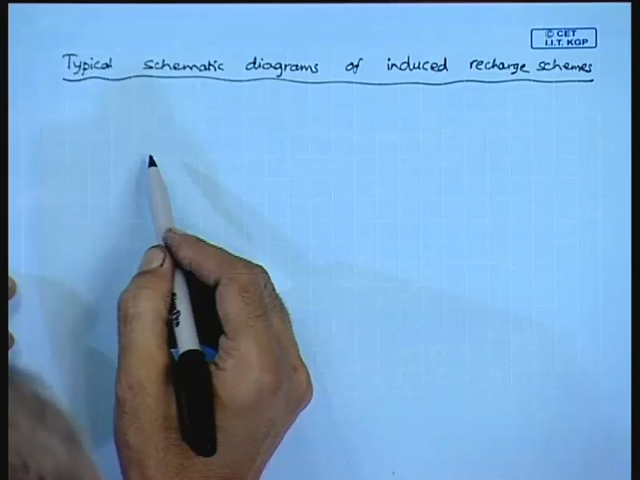 © CET
I.I.T. KGP
Typical schematic diagrams of induced recharge schemes